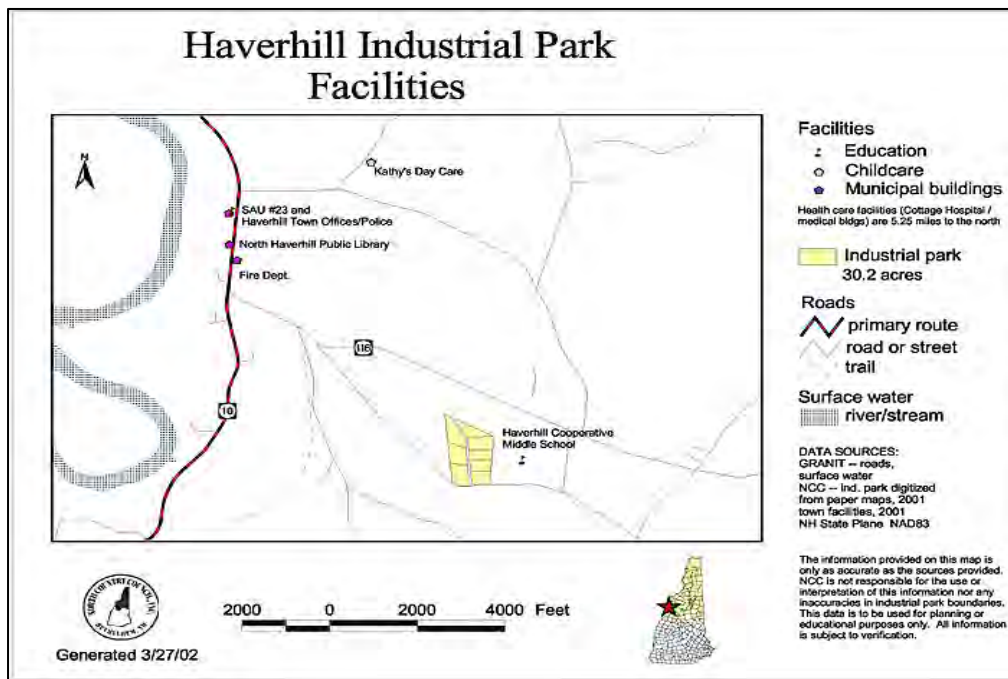 Haverhill Industrial Park
Facilities
N
Kathy's Day Care
SAU #23 and
Haverhill Town Offices/Police
North Haverhill Public Library
Fire Dept.
116
10
Haverhill Cooperative
Middle School
Facilities
Education
Childcare
Municipal buildings
Health care facilities (Cottage Hospital /
medical bldgs) are 5.25 miles to the north
Industrial park
30.2 acres
Roads
primary route
road or street
trail
Surface water
river/stream
DATA SOURCES:
GRANIT -- roads,
surface water
NCC -- Ind. park digitized
from paper maps, 2001
town facilities, 2001
NH State Plane NAD83
The information provided on this map is
only as accurate as the sources provided.
NCC is not responsible for the use or
interpretation of this information nor any
inaccuracies in industrial park boundaries.
This data is to be used for planning or
educational purposes only. All information
is subject to verification.
NORTH COUNTRY COUNCIL, INC.
BETHLEHEM, NH
Generated 3/27/02
2000 0 2000 4000 Feet